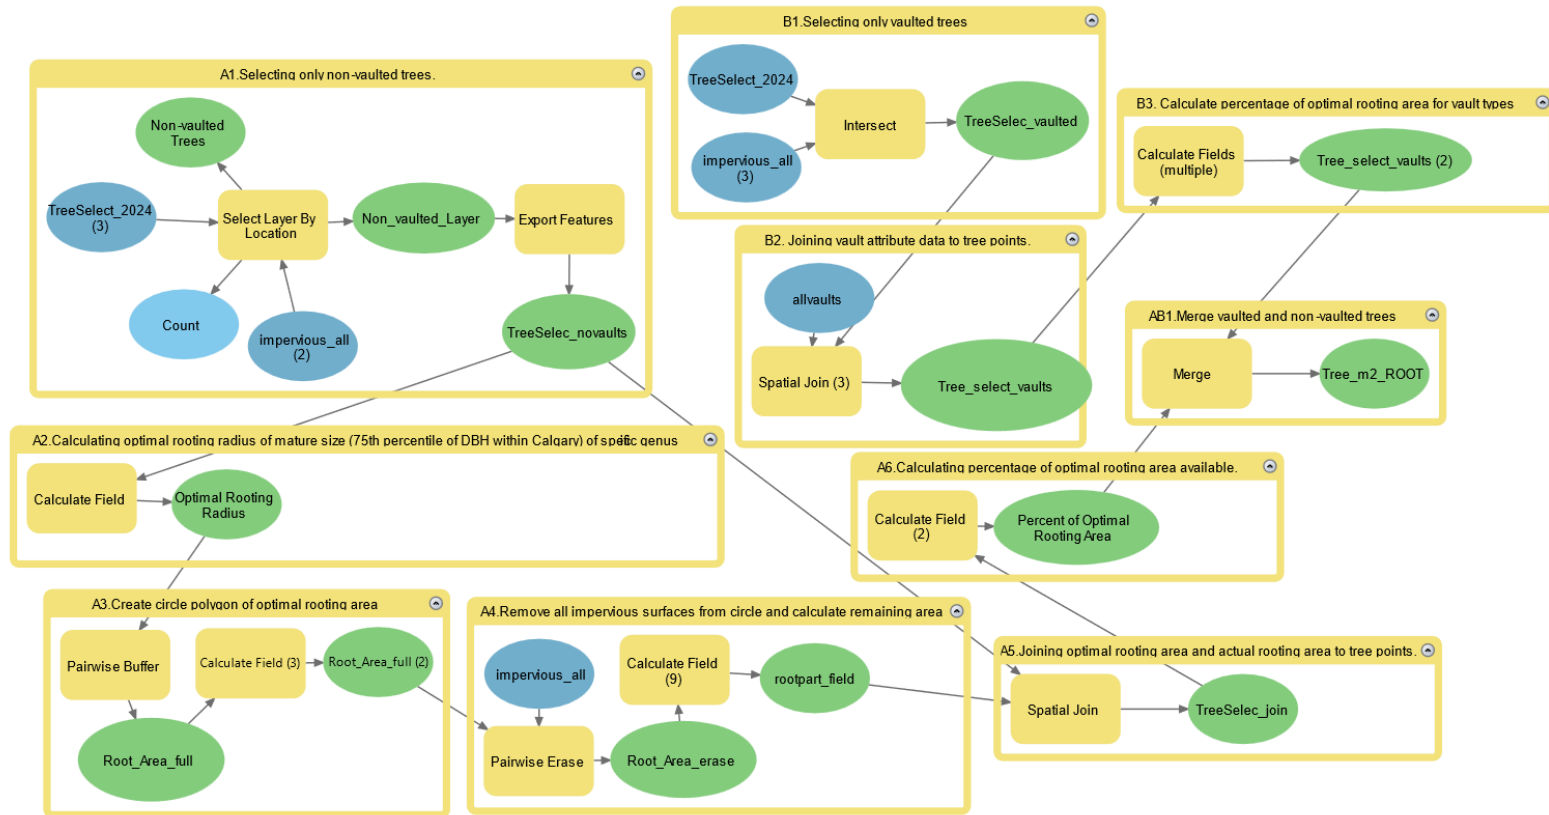 A1.Selecting only non-vaulted trees.
Non-vaulted
Trees
TreeSelect_2024
(3)
Select Layer By
Location
Non_vaulted_Layer
Export Features
Count
impervious_all
(2)
TreeSelec_novaults
B1.Selecting only vaulted trees
TreeSelect_2024
impervious_all
(3)
Intersect
TreeSelec_vaulted
B2. Joining vault attribute data to tree points.
allvaults
Spatial Join (3)
Tree_select_vaults
B3. Calculate percentage of optimal rooting area for vault types
Calculate Fields
(multiple)
Tree_select_vaults (2)
AB1.Merge vaulted and non-vaulted trees
Merge
Tree_m2_ROOT
A2.Calculating optimal rooting radius of mature size (75th percentile of DBH within Calgary) of specific genus
Calculate Field
Optimal Rooting
Radius
A3.Create circle polygon of optimal rooting area
Pairwise Buffer
Calculate Field (3)
Root_Area_full (2)
Root_Area_full
A4.Remove all impervious surfaces from circle and calculate remaining area
impervious_all
Calculate Field
(9)
rootpart_field
Pairwise Erase
Root_Area_erase
A5.Joining optimal rooting area and actual rooting area to tree points.
Spatial Join
TreeSelec_join
A6.Calculating percentage of optimal rooting area available.
Calculate Field
(2)
Percent of Optimal
Rooting Area